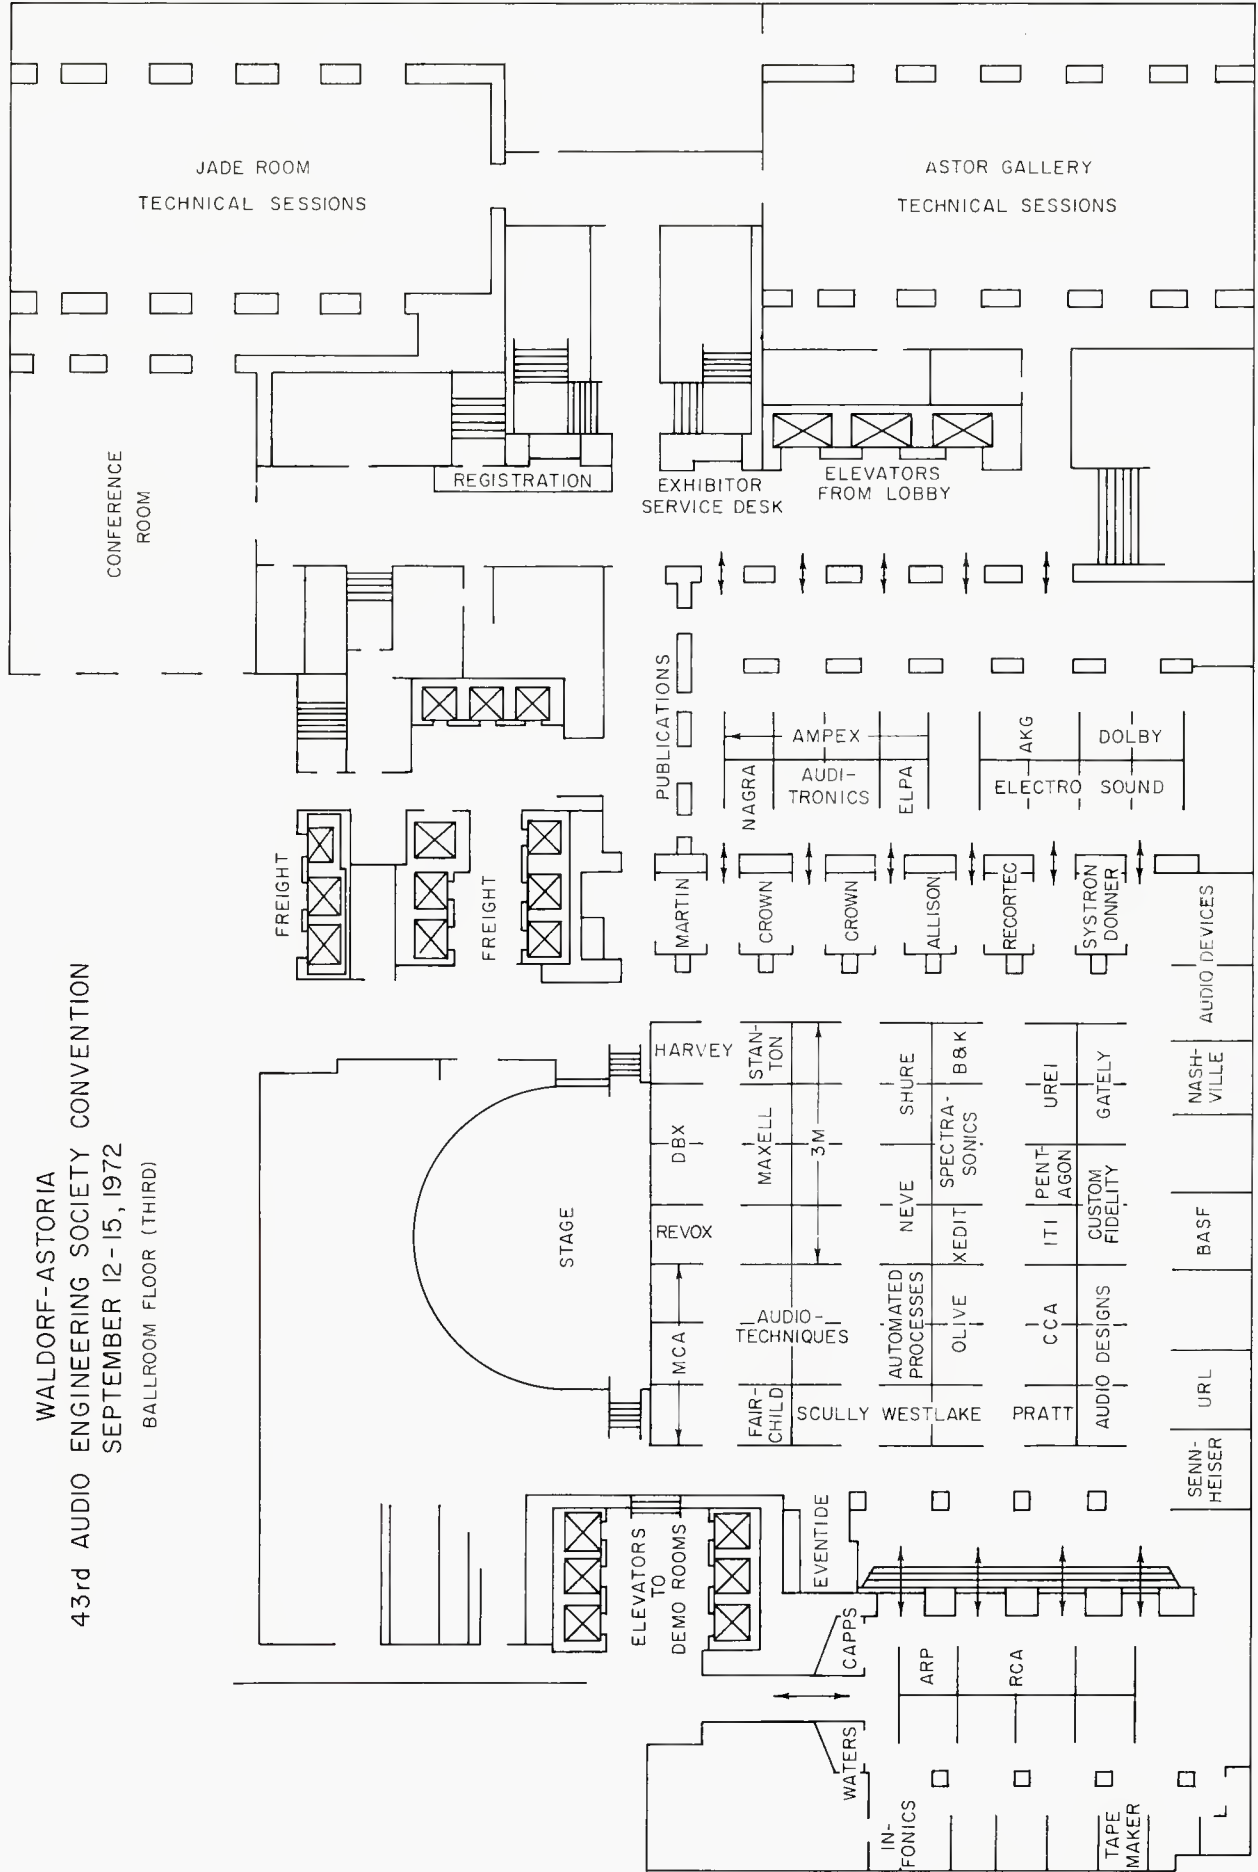 WALDORF-ASTORIA
43rd AUDIO ENGINEERING SOCIETY CONVENTION
SEPTEMBER 12-15, 1972
BALLROOM FLOOR (THIRD)
JADE ROOM
TECHNICAL SESSIONS
ASTOR GALLERY
TECHNICAL SESSIONS
CONFERENCE
ROOM
REGISTRATION
EXHIBITOR
SERVICE DESK
ELEVATORS
FROM LOBBY
PUBLICATIONS
AMPEX
NAGRA
AUDI-
TRONICS
ELPA
AKG
DOLBY
ELECTRO SOUND
FREIGHT
FREIGHT
MARTIN
CROWN
CROWN
ALLISON
RECORTEC
SYSTRON
DONNER
AUDIO DEVICES
NASH-
VILLE
BASF
URL
SENN-
HEISER
STAGE
HARVEY
DBX
REVOX
MCA
STAN-
TON
MAXELL
3M
AUDIO-
TECHNIQUES
FAIR-
CHILD
SHURE
NEVE
AUTOMATED
PROCESSES
B&K
SPECTRA-
SONICS
XEDIT
OLIVE
SCULLY
WESTLAKE
PRATT
UREI
PENT-
AGON
ITI
CCA
GATELY
CUSTOM
FIDELITY
AUDIO DESIGNS
ELEVATORS
TO
DEMO ROOMS
EVENTIDE
CAPPS
WATERS
ARP
RCA
IN-
FONICS
TAPE
MAKER